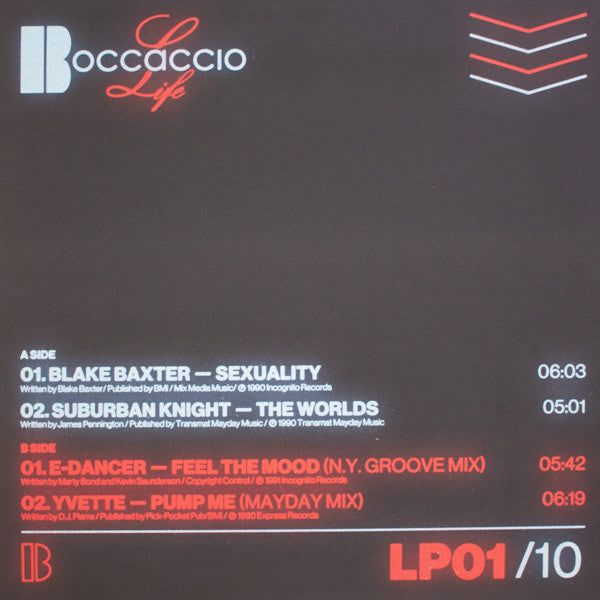 Boccaccio
Life
A SIDE
01. BLAKE BAXTER — SEXUALITY 06:03
Written by Blake Baxter / Published by BMI / Mix Media Music / ℗ 1990 Incognito Records
02. SUBURBAN KNIGHT — THE WORLDS 05:01
Written by James Pennington / Published by Transmat Mayday Music / ℗ 1990 Transmat Mayday Music
B SIDE
01. E-DANCER — FEEL THE MOOD (N.Y. GROOVE MIX) 05:42
Written by Marty Bond and Kevin Saunderson / Copyright Control / ℗ 1991 Incognito Records
02. YVETTE — PUMP ME (MAYDAY MIX) 06:19
Written by D.J. Pierre / Published by Pick-Pocket Pub/BMI / ℗ 1990 Express Records
B LP01 /10